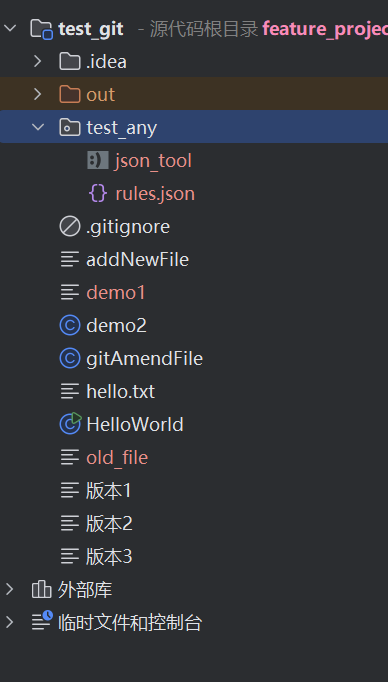 test_git - 源代码根目录 feature_projec
.idea
out
test_any
json_tool
rules.json
.gitignore
addNewFile
demo1
demo2
gitAmendFile
hello.txt
HelloWorld
old_file
版本1
版本2
版本3
外部库
临时文件和控制台